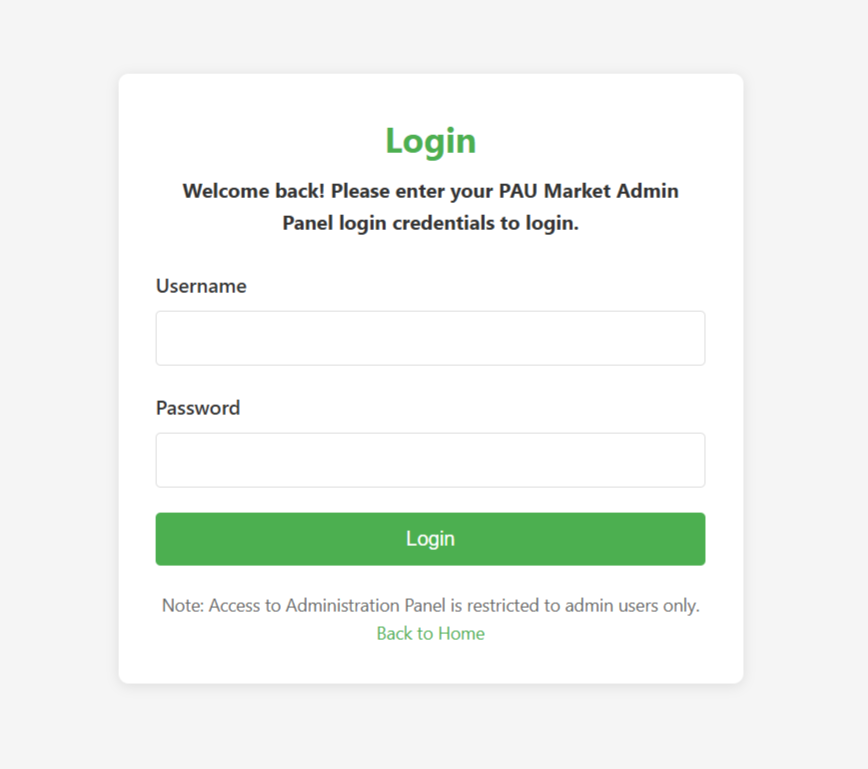 Login
Welcome back! Please enter your PAU Market Admin
Panel login credentials to login.
Username
Password
Login
Note: Access to Administration Panel is restricted to admin users only.
Back to Home